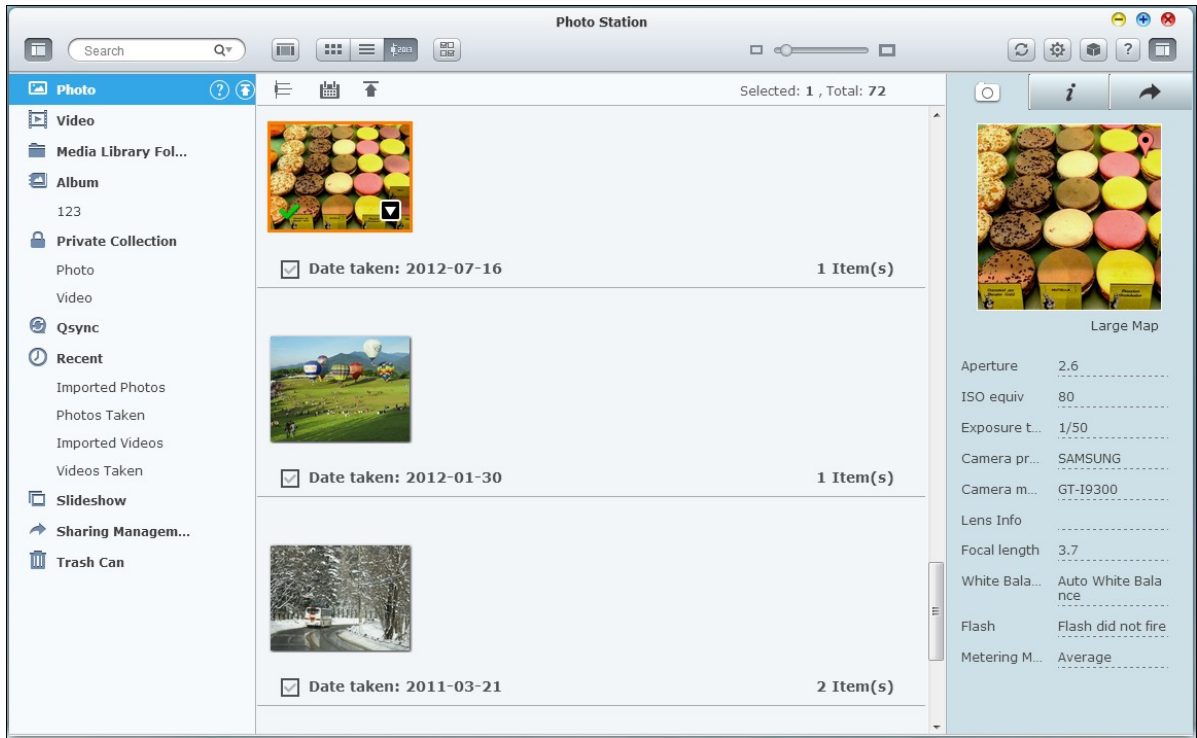 Photo Station
Search
2013
?
Photo
?
Video
Media Library Fol...
Album
123
Private Collection
Photo
Video
Qsync
Recent
Imported Photos
Photos Taken
Imported Videos
Videos Taken
Slideshow
Sharing Managem...
Trash Can
Selected: 1 , Total: 72
Date taken: 2012-07-16 1 Item(s)
Date taken: 2012-01-30 1 Item(s)
Date taken: 2011-03-21 2 Item(s)
i
Large Map
Aperture 2.6
ISO equiv 80
Exposure t... 1/50
Camera pr... SAMSUNG
Camera m... GT-I9300
Lens Info
Focal length 3.7
White Bala... Auto White Bala
nce
Flash Flash did not fire
Metering M... Average